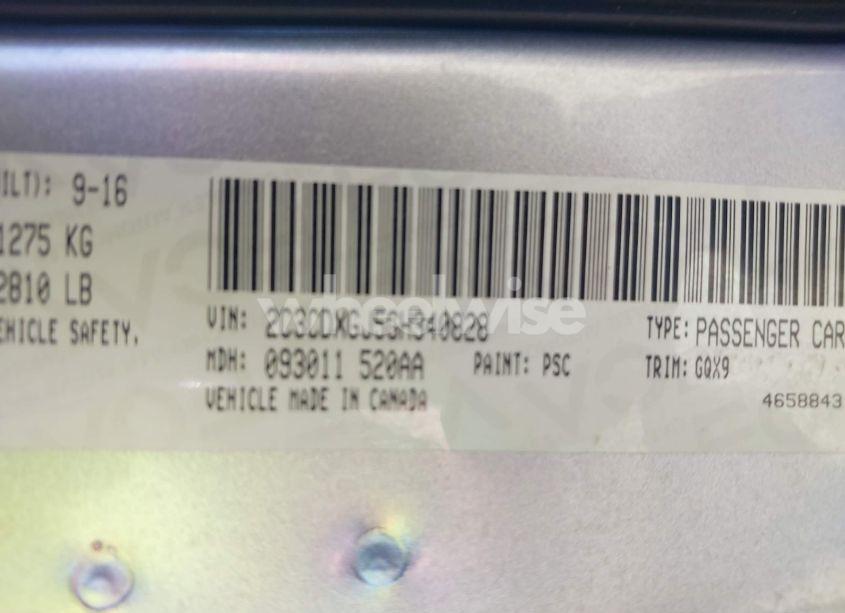 UILT): 9-16
1275 KG
2810 LB
EHICLE SAFETY.
VIN: 2C3CDXGJ5GH340828 TYPE: PASSENGER CAR
MDH: 093011 520AA PAINT: PSC TRIM: GQX9
VEHICLE MADE IN CANADA 4658843
wheelwise